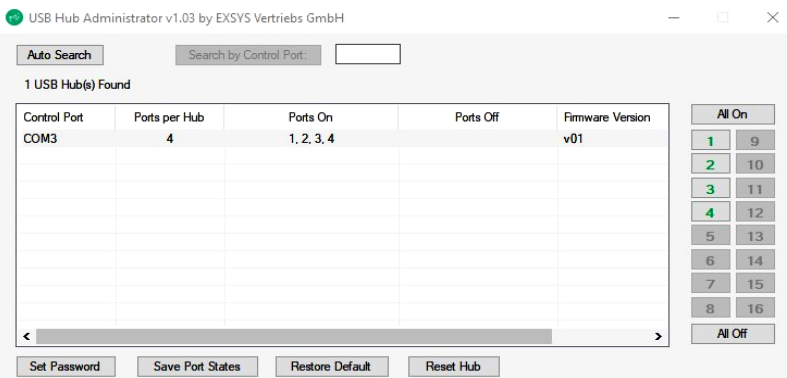 USB Hub Administrator v1.03 by EXSYS Vertriebs GmbH
Auto Search Search by Control Port:
1 USB Hub(s) Found
Control Port Ports per Hub Ports On Ports Off Firmware Version
COM3 4 1, 2, 3, 4 v01
All On
1 9
2 10
3 11
4 12
5 13
6 14
7 15
8 16
All Off
Set Password Save Port States Restore Default Reset Hub